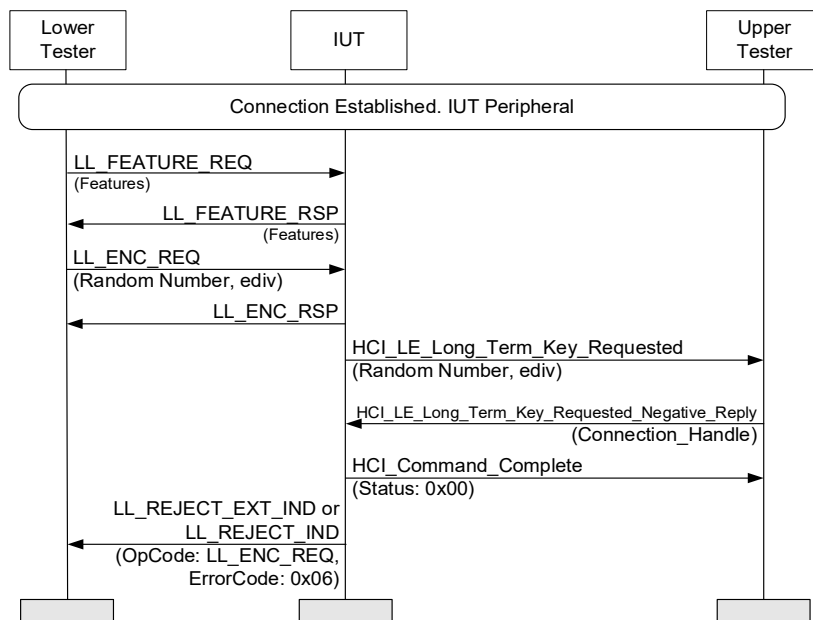 Lower
Tester
IUT
Upper
Tester
Connection Established. IUT Peripheral
LL_FEATURE_REQ
(Features)
LL_FEATURE_RSP
(Features)
LL_ENC_REQ
(Random Number, ediv)
LL_ENC_RSP
HCI_LE_Long_Term_Key_Requested
(Random Number, ediv)
HCI_LE_Long_Term_Key_Requested_Negative_Reply
(Connection_Handle)
HCI_Command_Complete
(Status: 0x00)
LL_REJECT_EXT_IND or
LL_REJECT_IND
(OpCode: LL_ENC_REQ,
ErrorCode: 0x06)